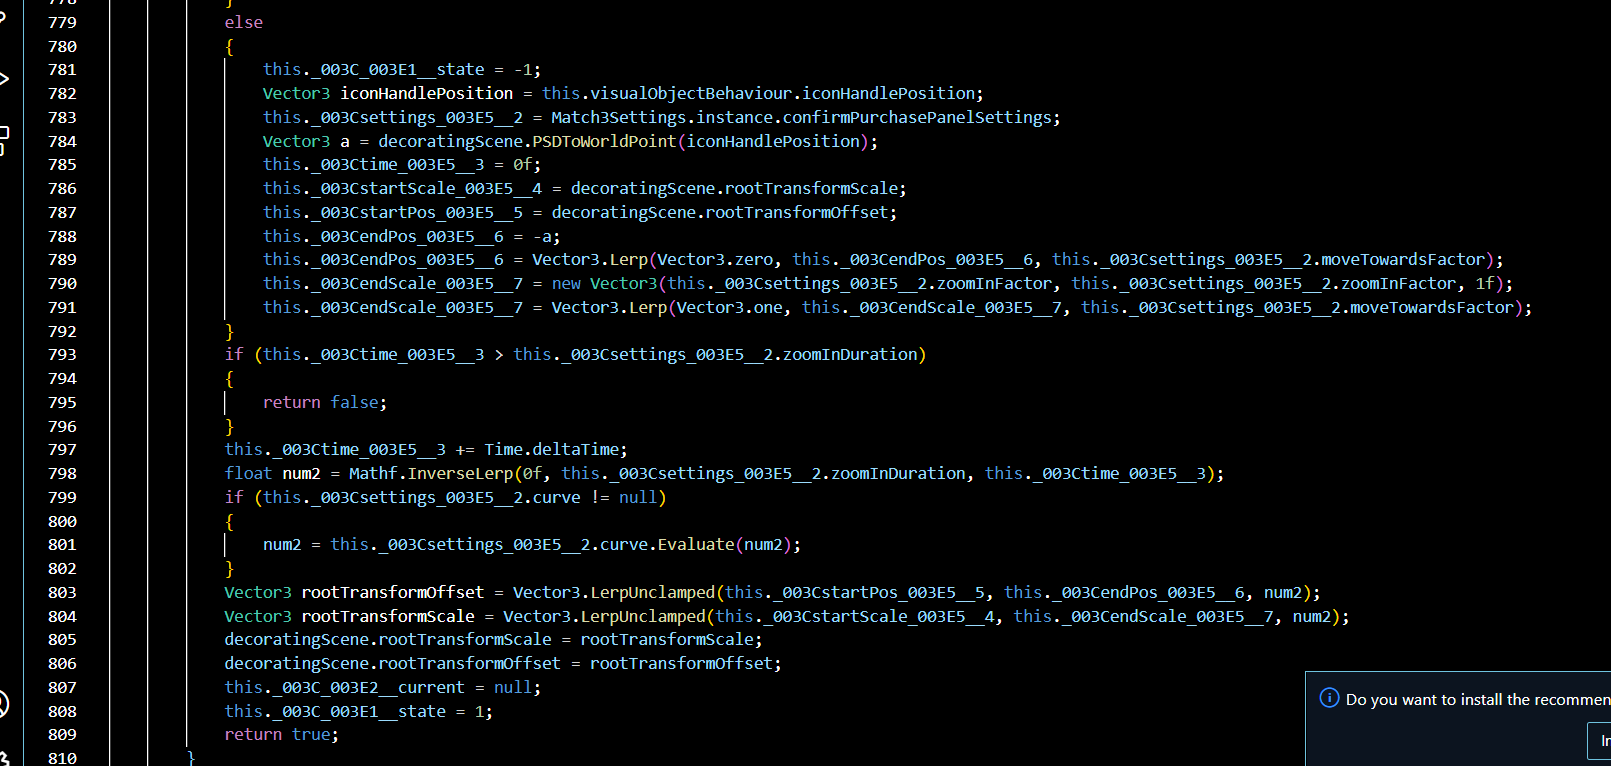 778 }
779 else
780 {
781 this._003C_003E1__state = -1;
782 Vector3 iconHandlePosition = this.visualObjectBehaviour.iconHandlePosition;
783 this._003Csettings_003E5__2 = Match3Settings.instance.confirmPurchasePanelSettings;
784 Vector3 a = decoratingScene.PSDToWorldPoint(iconHandlePosition);
785 this._003Ctime_003E5__3 = 0f;
786 this._003CstartScale_003E5__4 = decoratingScene.rootTransformScale;
787 this._003CstartPos_003E5__5 = decoratingScene.rootTransformOffset;
788 this._003CendPos_003E5__6 = -a;
789 this._003CendPos_003E5__6 = Vector3.Lerp(Vector3.zero, this._003CendPos_003E5__6, this._003Csettings_003E5__2.moveTowardsFactor);
790 this._003CendScale_003E5__7 = new Vector3(this._003Csettings_003E5__2.zoomInFactor, this._003Csettings_003E5__2.zoomInFactor, 1f);
791 this._003CendScale_003E5__7 = Vector3.Lerp(Vector3.one, this._003CendScale_003E5__7, this._003Csettings_003E5__2.moveTowardsFactor);
792 }
793 if (this._003Ctime_003E5__3 > this._003Csettings_003E5__2.zoomInDuration)
794 {
795 return false;
796 }
797 this._003Ctime_003E5__3 += Time.deltaTime;
798 float num2 = Mathf.InverseLerp(0f, this._003Csettings_003E5__2.zoomInDuration, this._003Ctime_003E5__3);
799 if (this._003Csettings_003E5__2.curve != null)
800 {
801 num2 = this._003Csettings_003E5__2.curve.Evaluate(num2);
802 }
803 Vector3 rootTransformOffset = Vector3.LerpUnclamped(this._003CstartPos_003E5__5, this._003CendPos_003E5__6, num2);
804 Vector3 rootTransformScale = Vector3.LerpUnclamped(this._003CstartScale_003E5__4, this._003CendScale_003E5__7, num2);
805 decoratingScene.rootTransformScale = rootTransformScale;
806 decoratingScene.rootTransformOffset = rootTransformOffset;
807 this._003C_003E2__current = null;
808 this._003C_003E1__state = 1;
809 return true;
810 }
Do you want to install the recommen